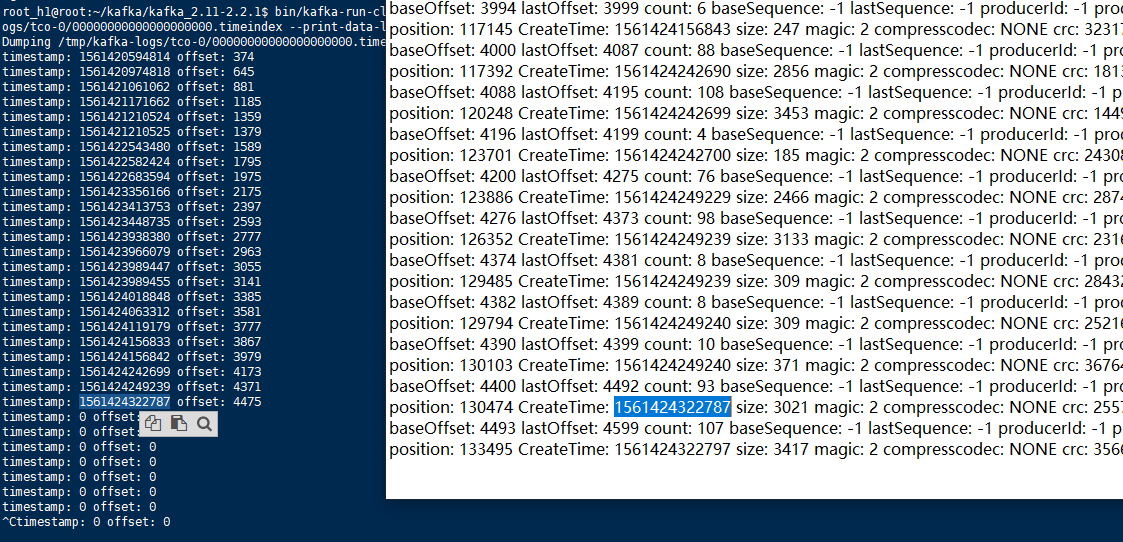 root_h1@root:~/kafka/kafka_2.11-2.2.1$ bin/kafka-run-cl
ogs/tco-0/00000000000000000000.timeindex --print-data-l
Dumping /tmp/kafka-logs/tco-0/00000000000000000000.time
timestamp: 1561420594814 offset: 374
timestamp: 1561420974818 offset: 645
timestamp: 1561421061062 offset: 881
timestamp: 1561421171662 offset: 1185
timestamp: 1561421210524 offset: 1359
timestamp: 1561421210525 offset: 1379
timestamp: 1561422543480 offset: 1589
timestamp: 1561422582424 offset: 1795
timestamp: 1561422683594 offset: 1975
timestamp: 1561423356166 offset: 2175
timestamp: 1561423413753 offset: 2397
timestamp: 1561423448735 offset: 2593
timestamp: 1561423938380 offset: 2777
timestamp: 1561423966079 offset: 2963
timestamp: 1561423989447 offset: 3055
timestamp: 1561423989455 offset: 3141
timestamp: 1561424018848 offset: 3385
timestamp: 1561424063312 offset: 3581
timestamp: 1561424119179 offset: 3777
timestamp: 1561424156833 offset: 3867
timestamp: 1561424156842 offset: 3979
timestamp: 1561424242699 offset: 4173
timestamp: 1561424249239 offset: 4371
timestamp: 1561424322787 offset: 4475
timestamp: 0 offset:
timestamp: 0 offset:
timestamp: 0 offset: 0
timestamp: 0 offset: 0
timestamp: 0 offset: 0
timestamp: 0 offset: 0
timestamp: 0 offset: 0
^Ctimestamp: 0 offset: 0
baseOffset: 3994 lastOffset: 3999 count: 6 baseSequence: -1 lastSequence: -1 producerId: -1
position: 117145 CreateTime: 1561424156843 size: 247 magic: 2 compresscodec: NONE crc: 32317
baseOffset: 4000 lastOffset: 4087 count: 88 baseSequence: -1 lastSequence: -1 producerId: -1
position: 117392 CreateTime: 1561424242690 size: 2856 magic: 2 compresscodec: NONE crc: 1813
baseOffset: 4088 lastOffset: 4195 count: 108 baseSequence: -1 lastSequence: -1 producerId: -1
position: 120248 CreateTime: 1561424242699 size: 3453 magic: 2 compresscodec: NONE crc: 1449
baseOffset: 4196 lastOffset: 4199 count: 4 baseSequence: -1 lastSequence: -1 producerId: -1 p
position: 123701 CreateTime: 1561424242700 size: 185 magic: 2 compresscodec: NONE crc: 24308
baseOffset: 4200 lastOffset: 4275 count: 76 baseSequence: -1 lastSequence: -1 producerId: -1
position: 123886 CreateTime: 1561424249229 size: 2466 magic: 2 compresscodec: NONE crc: 2874
baseOffset: 4276 lastOffset: 4373 count: 98 baseSequence: -1 lastSequence: -1 producerId: -1
position: 126352 CreateTime: 1561424249239 size: 3133 magic: 2 compresscodec: NONE crc: 2316
baseOffset: 4374 lastOffset: 4381 count: 8 baseSequence: -1 lastSequence: -1 producerId: -1 p
position: 129485 CreateTime: 1561424249239 size: 309 magic: 2 compresscodec: NONE crc: 28432
baseOffset: 4382 lastOffset: 4389 count: 8 baseSequence: -1 lastSequence: -1 producerId: -1 p
position: 129794 CreateTime: 1561424249240 size: 309 magic: 2 compresscodec: NONE crc: 25216
baseOffset: 4390 lastOffset: 4399 count: 10 baseSequence: -1 lastSequence: -1 producerId: -1
position: 130103 CreateTime: 1561424249240 size: 371 magic: 2 compresscodec: NONE crc: 36764
baseOffset: 4400 lastOffset: 4492 count: 93 baseSequence: -1 lastSequence: -1 producerId: -1
position: 130474 CreateTime: 1561424322787 size: 3021 magic: 2 compresscodec: NONE crc: 2557
baseOffset: 4493 lastOffset: 4599 count: 107 baseSequence: -1 lastSequence: -1 producerId: -1
position: 133495 CreateTime: 1561424322797 size: 3417 magic: 2 compresscodec: NONE crc: 3566